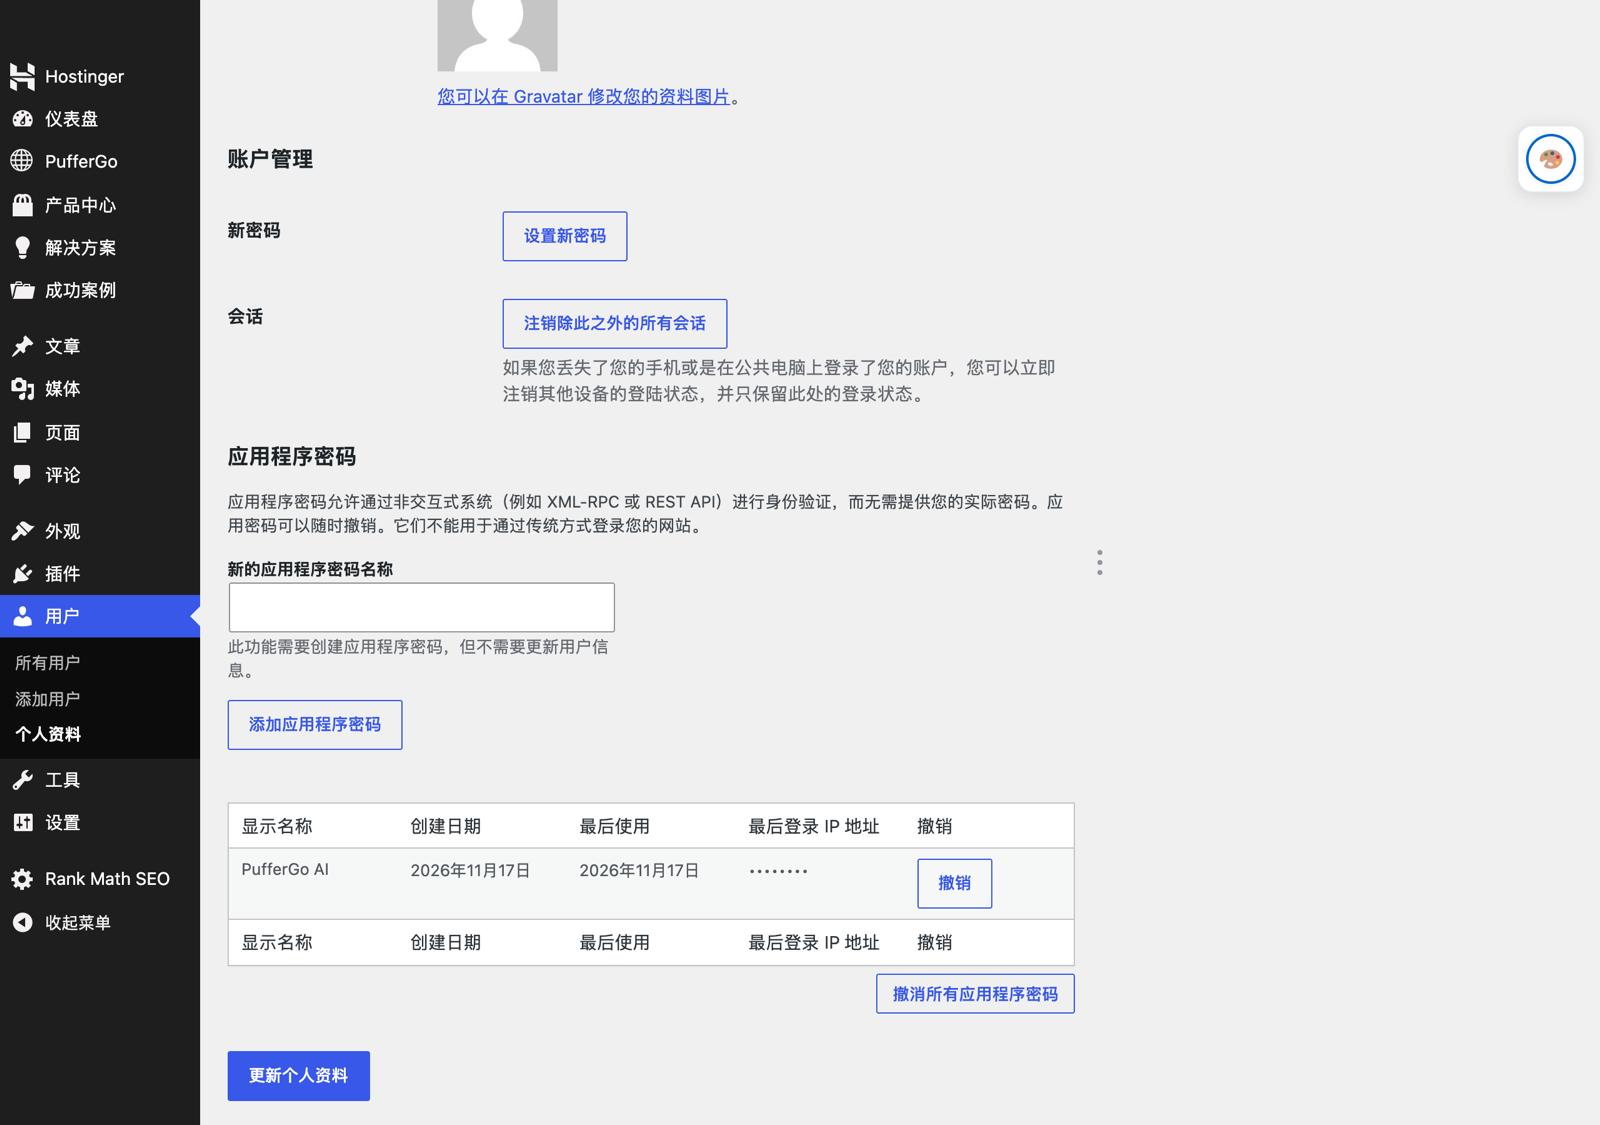 Hostinger
仪表盘
PufferGo
产品中心
解决方案
成功案例
文章
媒体
页面
评论
外观
插件
用户
所有用户
添加用户
个人资料
工具
设置
Rank Math SEO
收起菜单
您可以在 Gravatar 修改您的资料图片。
账户管理
新密码
设置新密码
会话
注销除此之外的所有会话
如果您丢失了您的手机或是在公共电脑上登录了您的账户，您可以立即
注销其他设备的登陆状态，并只保留此处的登录状态。
应用程序密码
应用程序密码允许通过非交互式系统（例如 XML-RPC 或 REST API）进行身份验证，而无需提供您的实际密码。应
用密码可以随时撤销。它们不能用于通过传统方式登录您的网站。
新的应用程序密码名称
此功能需要创建应用程序密码，但不需要更新用户信
息。
添加应用程序密码
显示名称 创建日期 最后使用 最后登录 IP 地址 撤销
PufferGo AI 2026年11月17日 2026年11月17日 •••••••• 撤销
显示名称 创建日期 最后使用 最后登录 IP 地址 撤销
撤消所有应用程序密码
更新个人资料